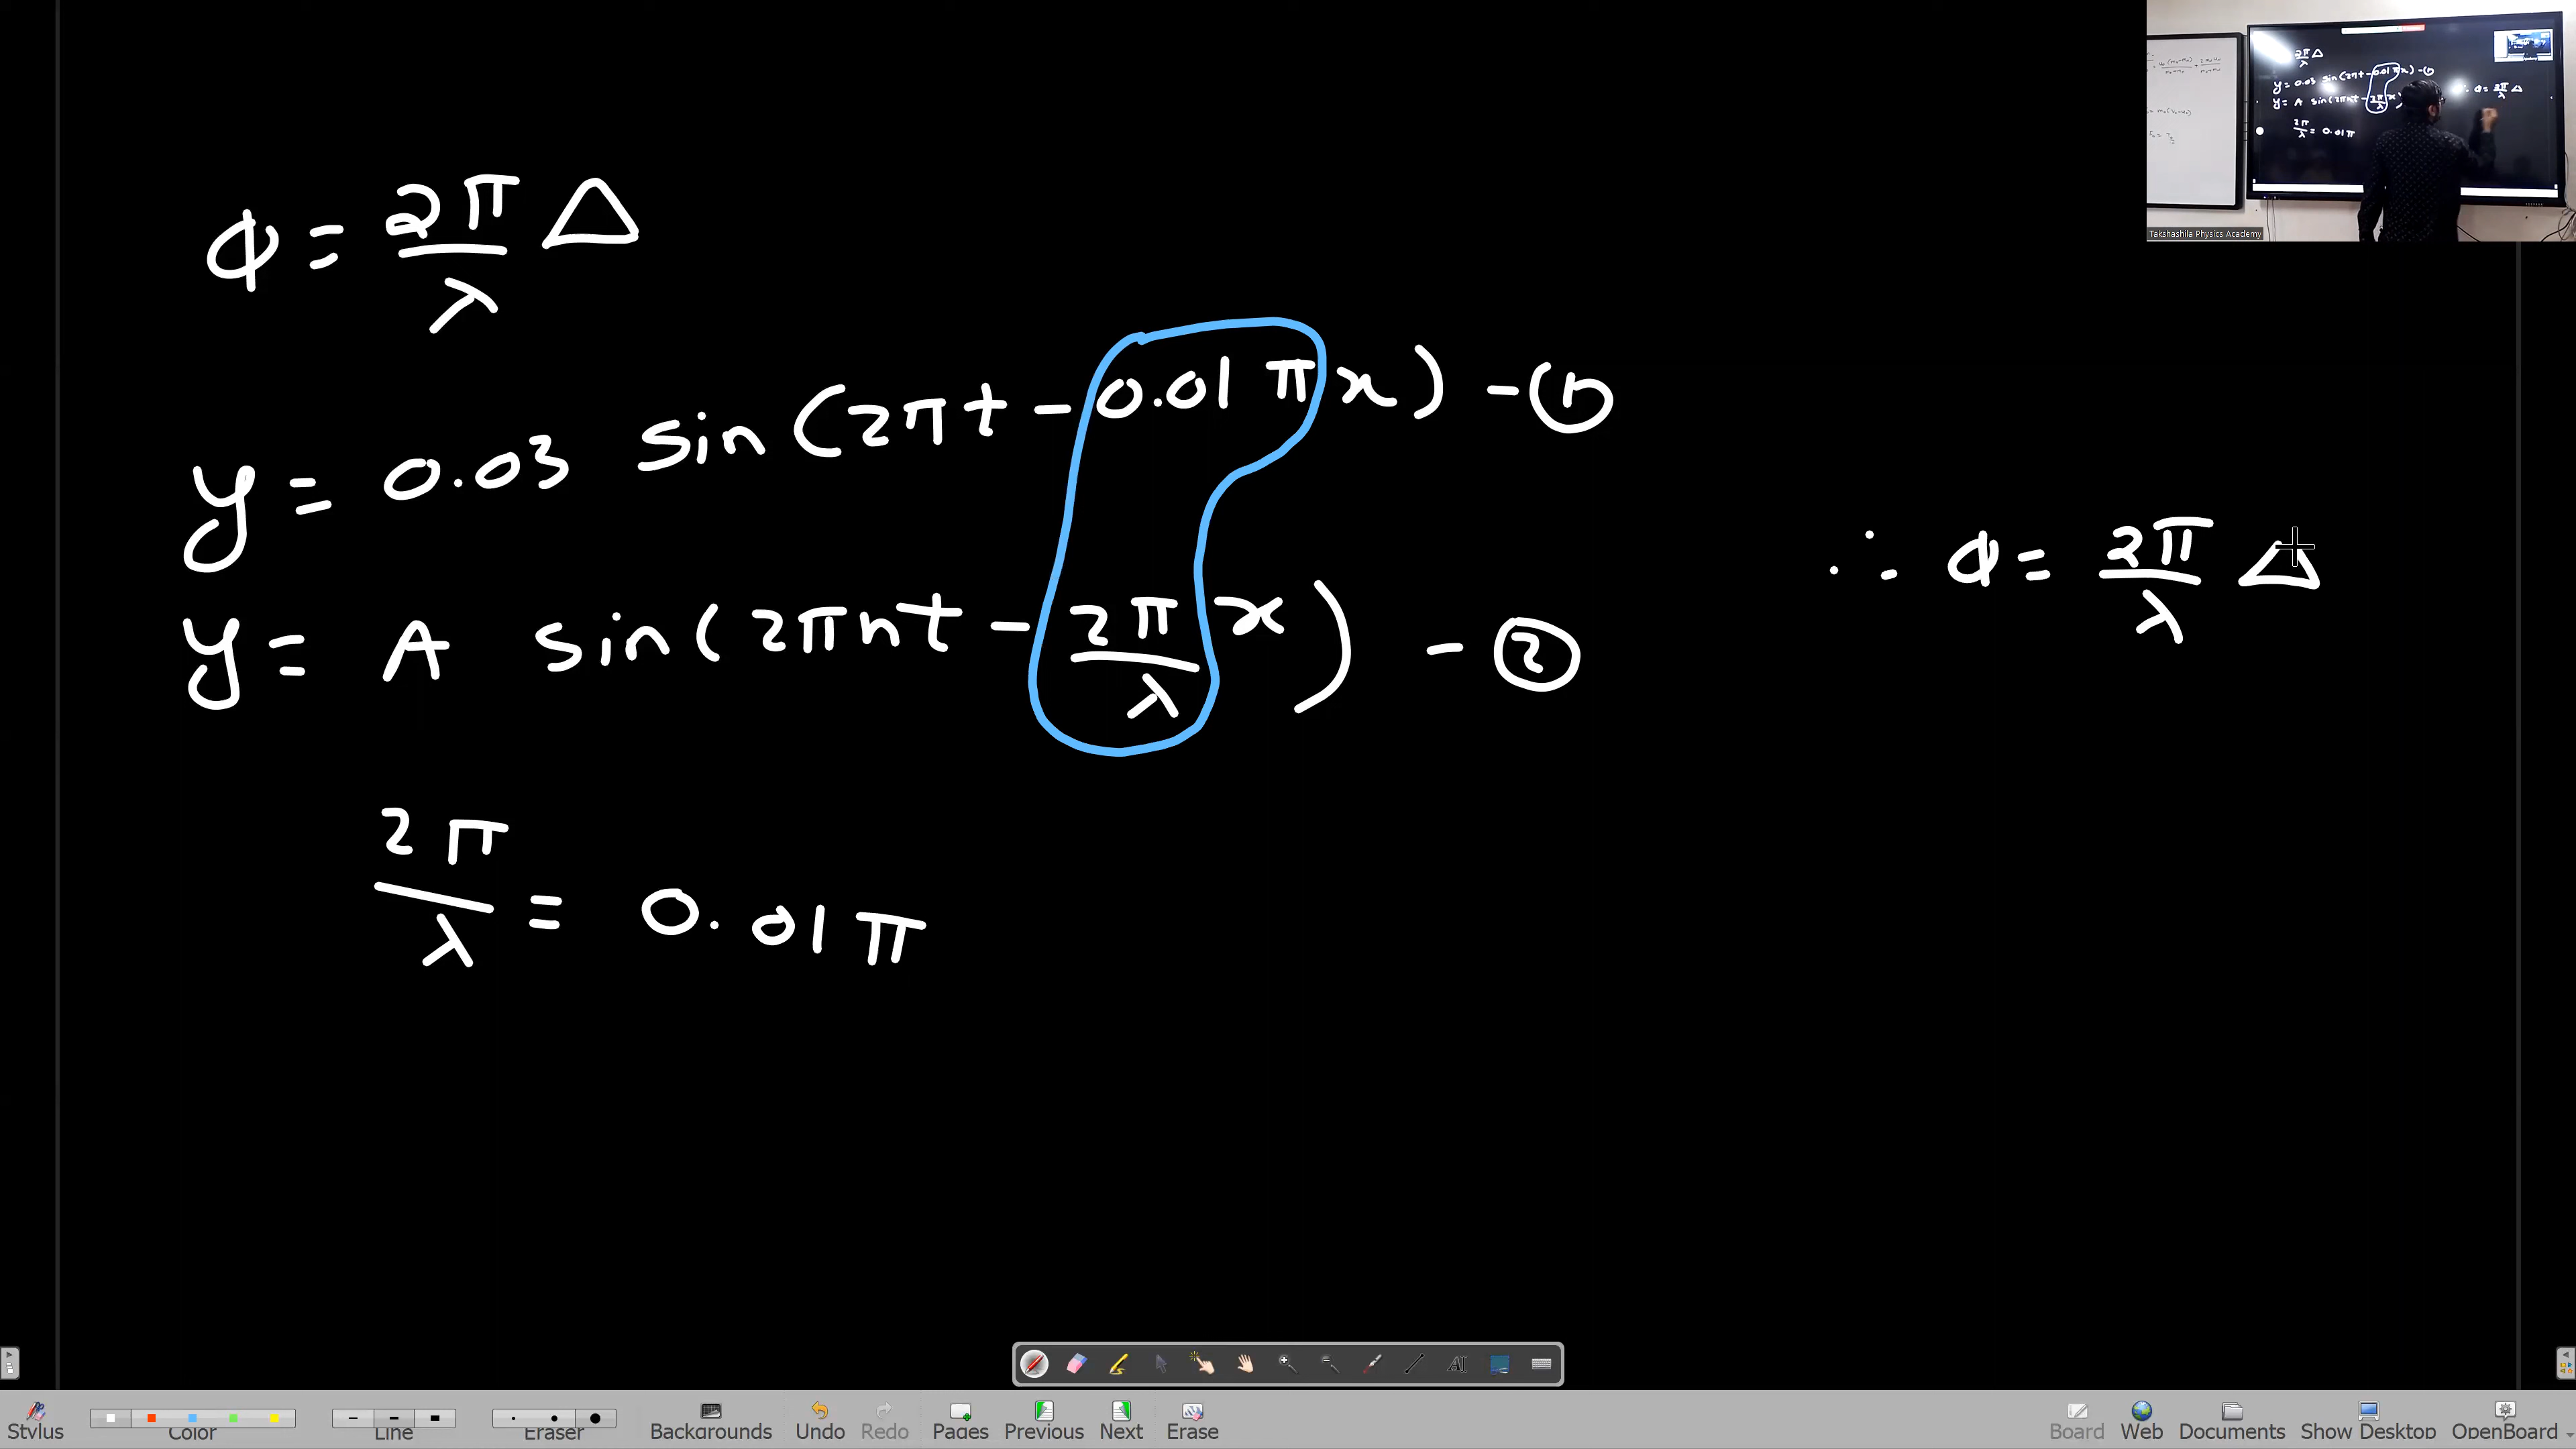 ϕ = 2π/λ Δ
y = 0.03 sin(2πt - 0.01πx) - ①
y = A sin(2πnt - 2π/λ x) - ②
∴ ϕ = 2π/λ Δ
2π/λ = 0.01π
Takshashila Physics Academy
Stylus Color Line Eraser Backgrounds Undo Redo Pages Previous Next Erase Board Web Documents Show Desktop OpenBoard